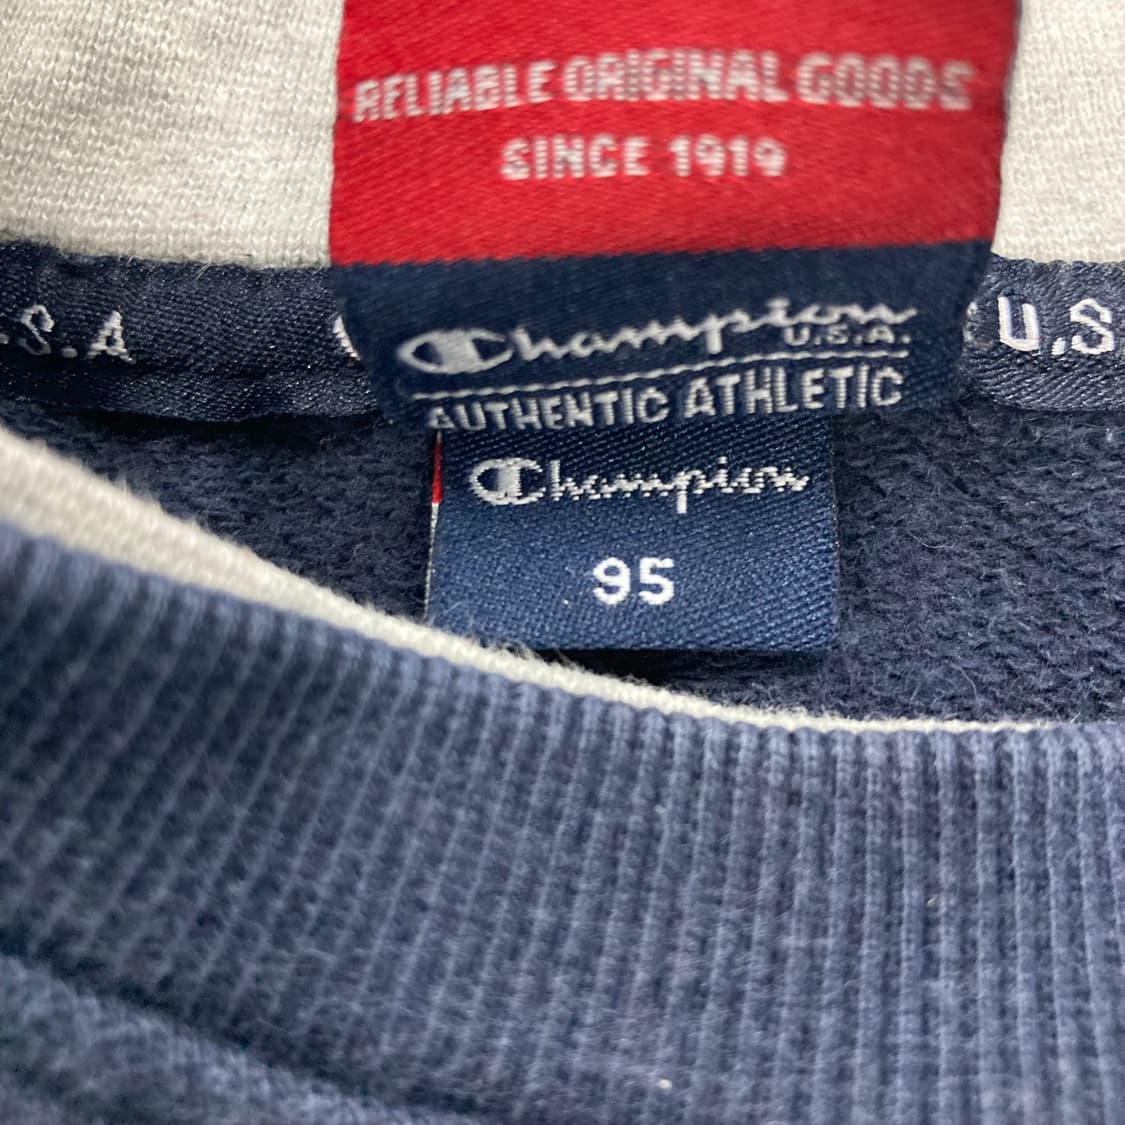 RELIABLE ORIGINAL GOODS
SINCE 1919
.S.A
Champion
U.S.A.
U.S
AUTHENTIC ATHLETIC
Champion
95